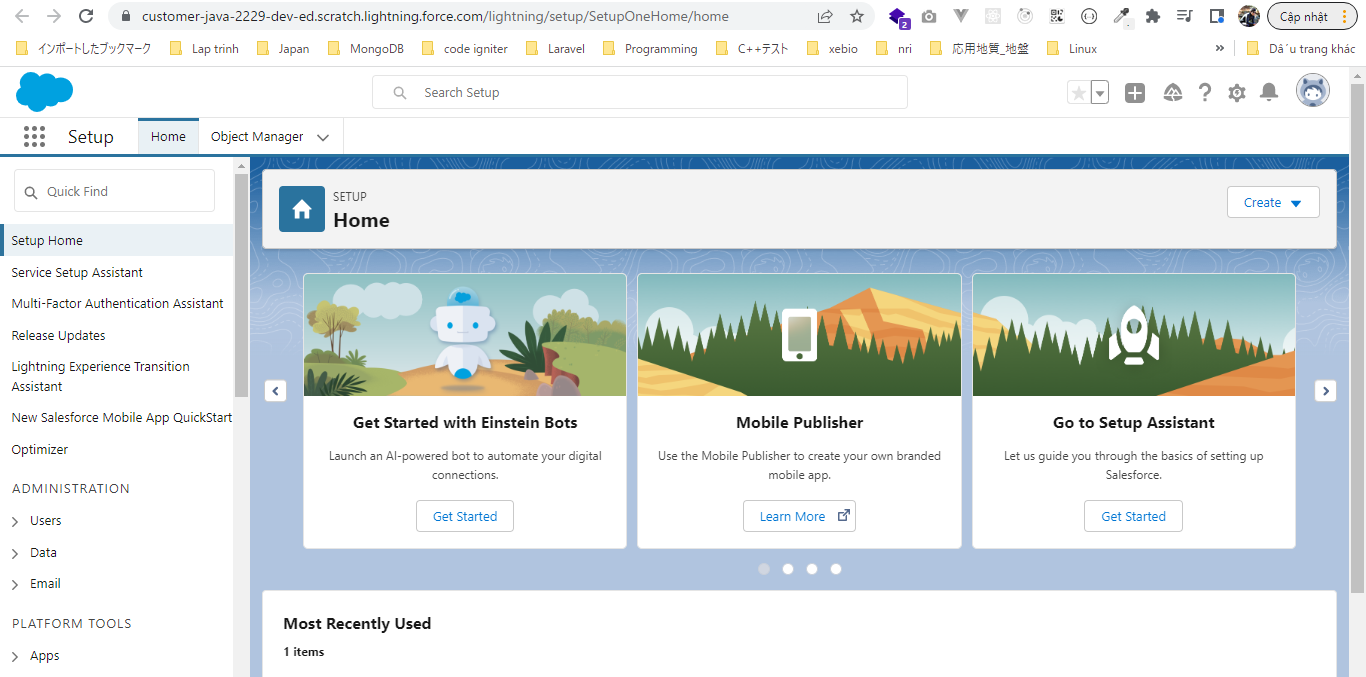 customer-java-2229-dev-ed.scratch.lightning.force.com/lightning/setup/SetupOneHome/home
2
Cập nhật
インポートしたブックマーク Lap trinh Japan MongoDB code igniter Laravel Programming C++テスト xebio nri 応用地質_地盤 Linux » Dấu trang khác
Search Setup
Setup Home Object Manager
Quick Find
Setup Home
Service Setup Assistant
Multi-Factor Authentication Assistant
Release Updates
Lightning Experience Transition
Assistant
New Salesforce Mobile App QuickStart
Optimizer
ADMINISTRATION
Users
Data
Email
PLATFORM TOOLS
Apps
SETUP
Home
Create
Get Started with Einstein Bots
Launch an AI-powered bot to automate your digital
connections.
Get Started
Mobile Publisher
Use the Mobile Publisher to create your own branded
mobile app.
Learn More
Go to Setup Assistant
Let us guide you through the basics of setting up
Salesforce.
Get Started
Most Recently Used
1 items